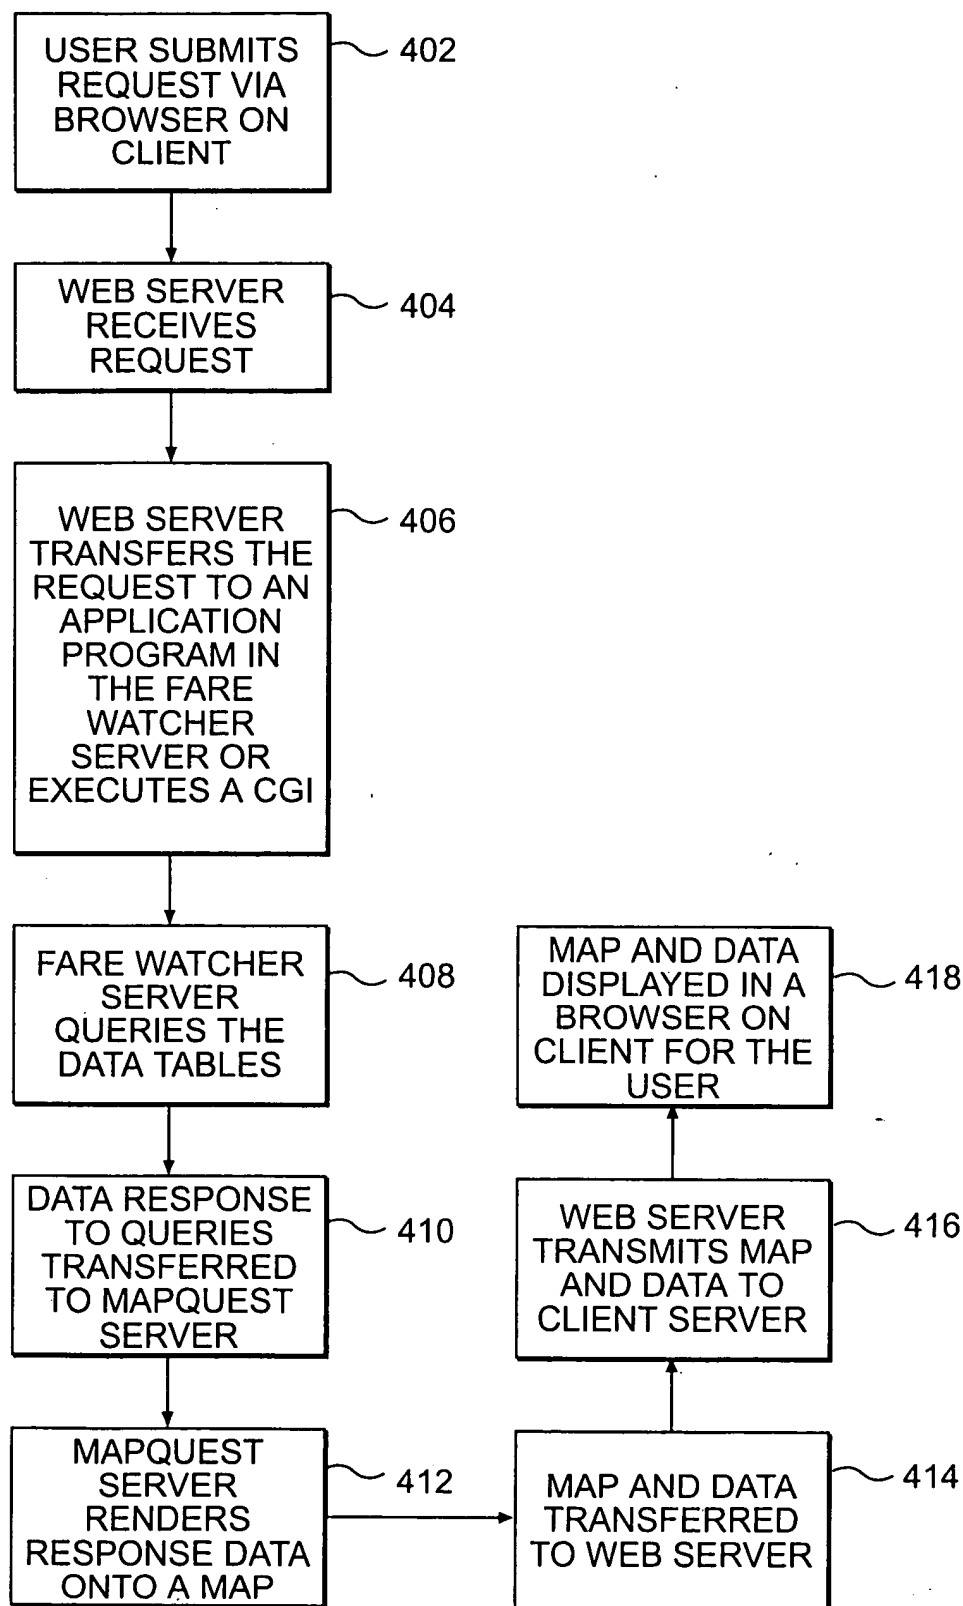 USER SUBMITS
REQUEST VIA
BROWSER ON
CLIENT
402
WEB SERVER
RECEIVES
REQUEST
404
WEB SERVER
TRANSFERS THE
REQUEST TO AN
APPLICATION
PROGRAM IN
THE FARE
WATCHER
SERVER OR
EXECUTES A CGI
406
FARE WATCHER
SERVER
QUERIES THE
DATA TABLES
408
DATA RESPONSE
TO QUERIES
TRANSFERRED
TO MAPQUEST
SERVER
410
MAPQUEST
SERVER
RENDERS
RESPONSE DATA
ONTO A MAP
412
MAP AND DATA
TRANSFERRED
TO WEB SERVER
414
WEB SERVER
TRANSMITS MAP
AND DATA TO
CLIENT SERVER
416
MAP AND DATA
DISPLAYED IN A
BROWSER ON
CLIENT FOR THE
USER
418